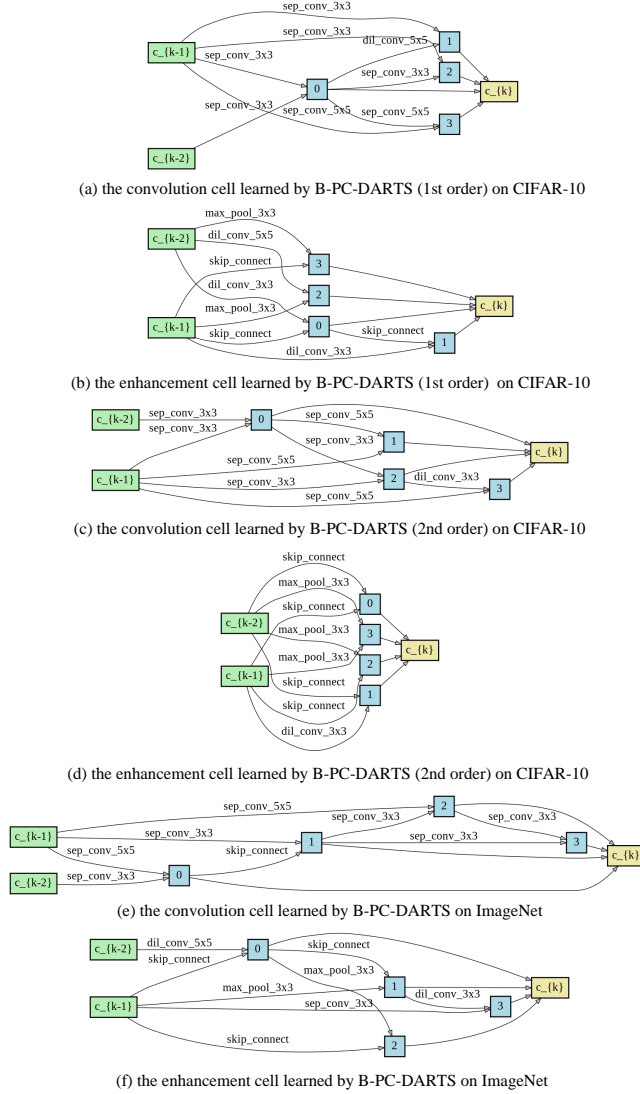 sep_conv_3x3
c_{k-1}
sep_conv_3x3
dil_conv_5x5
1
sep_conv_3x3
sep_conv_3x3
2
0
c_{k}
sep_conv_3x3
sep_conv_5x5
sep_conv_5x5
3
c_{k-2}
(a) the convolution cell learned by B-PC-DARTS (1st order) on CIFAR-10
max_pool_3x3
c_{k-2}
dil_conv_5x5
skip_connect
3
dil_conv_3x3
2
c_{k}
max_pool_3x3
c_{k-1}
0
skip_connect
skip_connect
1
dil_conv_3x3
(b) the enhancement cell learned by B-PC-DARTS (1st order) on CIFAR-10
c_{k-2}
sep_conv_3x3
0
sep_conv_5x5
sep_conv_3x3
sep_conv_3x3
1
c_{k}
sep_conv_5x5
c_{k-1}
sep_conv_3x3
2
dil_conv_3x3
3
sep_conv_5x5
(c) the convolution cell learned by B-PC-DARTS (2nd order) on CIFAR-10
skip_connect
max_pool_3x3
0
skip_connect
c_{k-2}
max_pool_3x3
3
c_{k}
max_pool_3x3
2
c_{k-1}
skip_connect
1
skip_connect
dil_conv_3x3
(d) the enhancement cell learned by B-PC-DARTS (2nd order) on CIFAR-10
sep_conv_5x5
2
c_{k-1}
sep_conv_3x3
sep_conv_3x3
1
sep_conv_3x3
3
sep_conv_5x5
skip_connect
c_{k}
c_{k-2}
sep_conv_3x3
0
(e) the convolution cell learned by B-PC-DARTS on ImageNet
c_{k-2}
dil_conv_5x5
0
skip_connect
skip_connect
max_pool_3x3
max_pool_3x3
1
dil_conv_3x3
c_{k}
c_{k-1}
sep_conv_3x3
3
skip_connect
2
(f) the enhancement cell learned by B-PC-DARTS on ImageNet